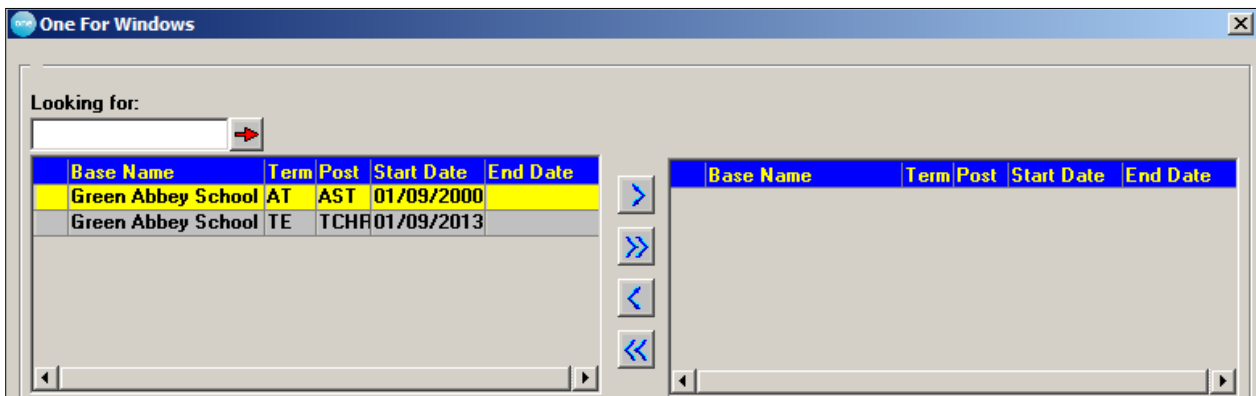 one One For Windows
Looking for:
Base Name Term Post Start Date End Date
Green Abbey School AT AST 01/09/2000
Green Abbey School TE TCHR 01/09/2013
Base Name Term Post Start Date End Date